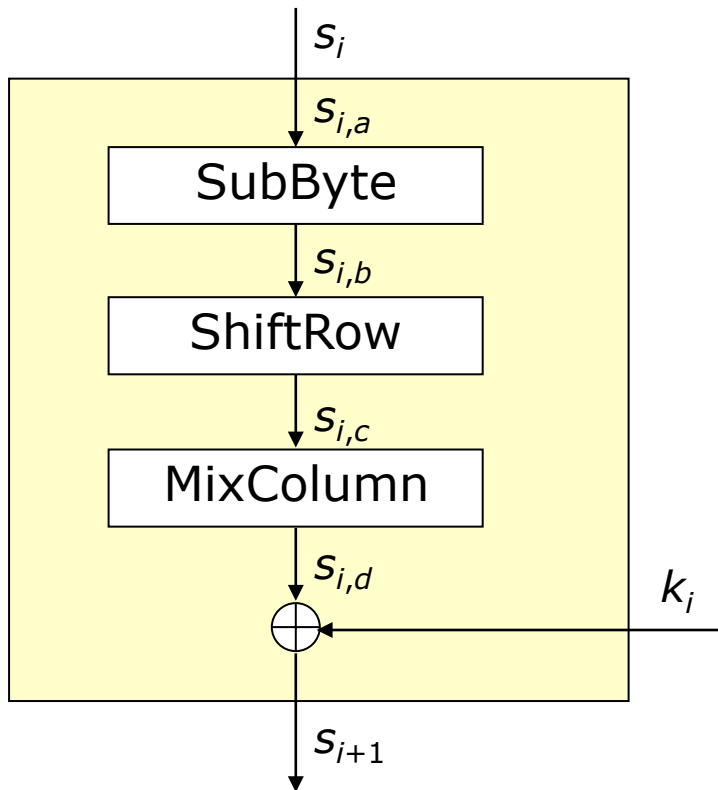 s_i
s_{i,a}
SubByte
s_{i,b}
ShiftRow
s_{i,c}
MixColumn
s_{i,d}
k_i
s_{i+1}